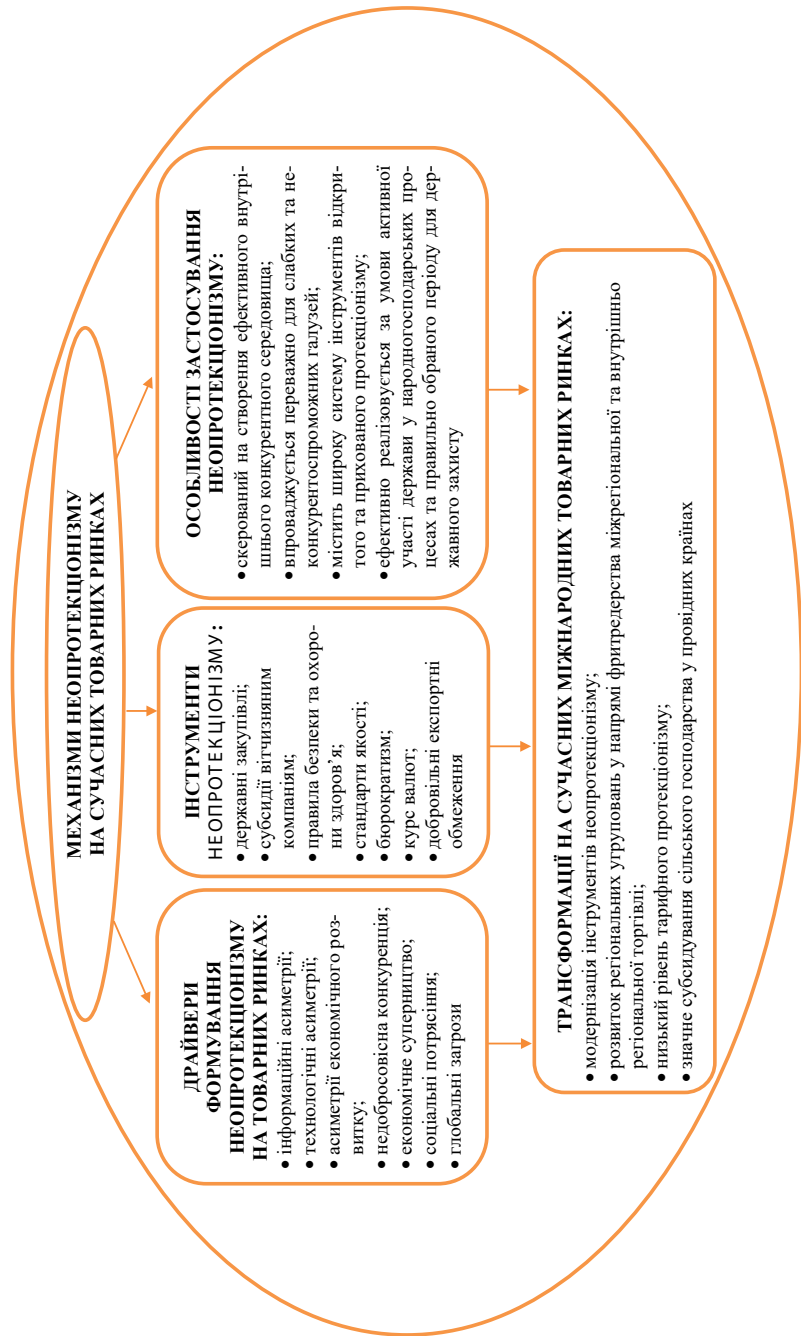 МЕХАНІЗМИ НЕОПРОТЕКЦІОНІЗМУ
НА СУЧАСНИХ ТОВАРНИХ РИНКАХ
ДРАЙВЕРИ
ФОРМУВАННЯ
НЕОПРОТЕКЦІОНІЗМУ
НА ТОВАРНИХ РИНКАХ:
• інформаційні асиметрії;
• технологічні асиметрії;
• асиметрії економічного роз-
витку;
• недобросовісна конкуренція;
• економічне суперництво;
• соціальні потрясіння;
• глобальні загрози
ІНСТРУМЕНТИ
НЕОПРОТЕКЦІОНІЗМУ:
• державні закупівлі;
• субсидії вітчизняним
компаніям;
• правила безпеки та охоро-
ни здоров’я;
• стандарти якості;
• бюрократизм;
• курс валют;
• добровільні експортні
обмеження
ОСОБЛИВОСТІ ЗАСТОСУВАННЯ
НЕОПРОТЕКЦІОНІЗМУ:
• скерований на створення ефективного внутрі-
шнього конкурентного середовища;
• впроваджується переважно для слабких та не-
конкурентоспроможних галузей;
• містить широку систему інструментів відкри-
того та прихованого протекціонізму;
• ефективно реалізовується за умови активної
участі держави у народногосподарських про-
цесах та правильно обраного періоду для дер-
жавного захисту
ТРАНСФОРМАЦІЇ НА СУЧАСНИХ МІЖНАРОДНИХ ТОВАРНИХ РИНКАХ:
• модернізація інструментів неопротекціонізму;
• розвиток регіональних угруповань у напрямі фритредерства міжрегіональної та внутрішньо
регіональної торгівлі;
• низький рівень тарифного протекціонізму;
• значне субсидування сільського господарства у провідних країнах